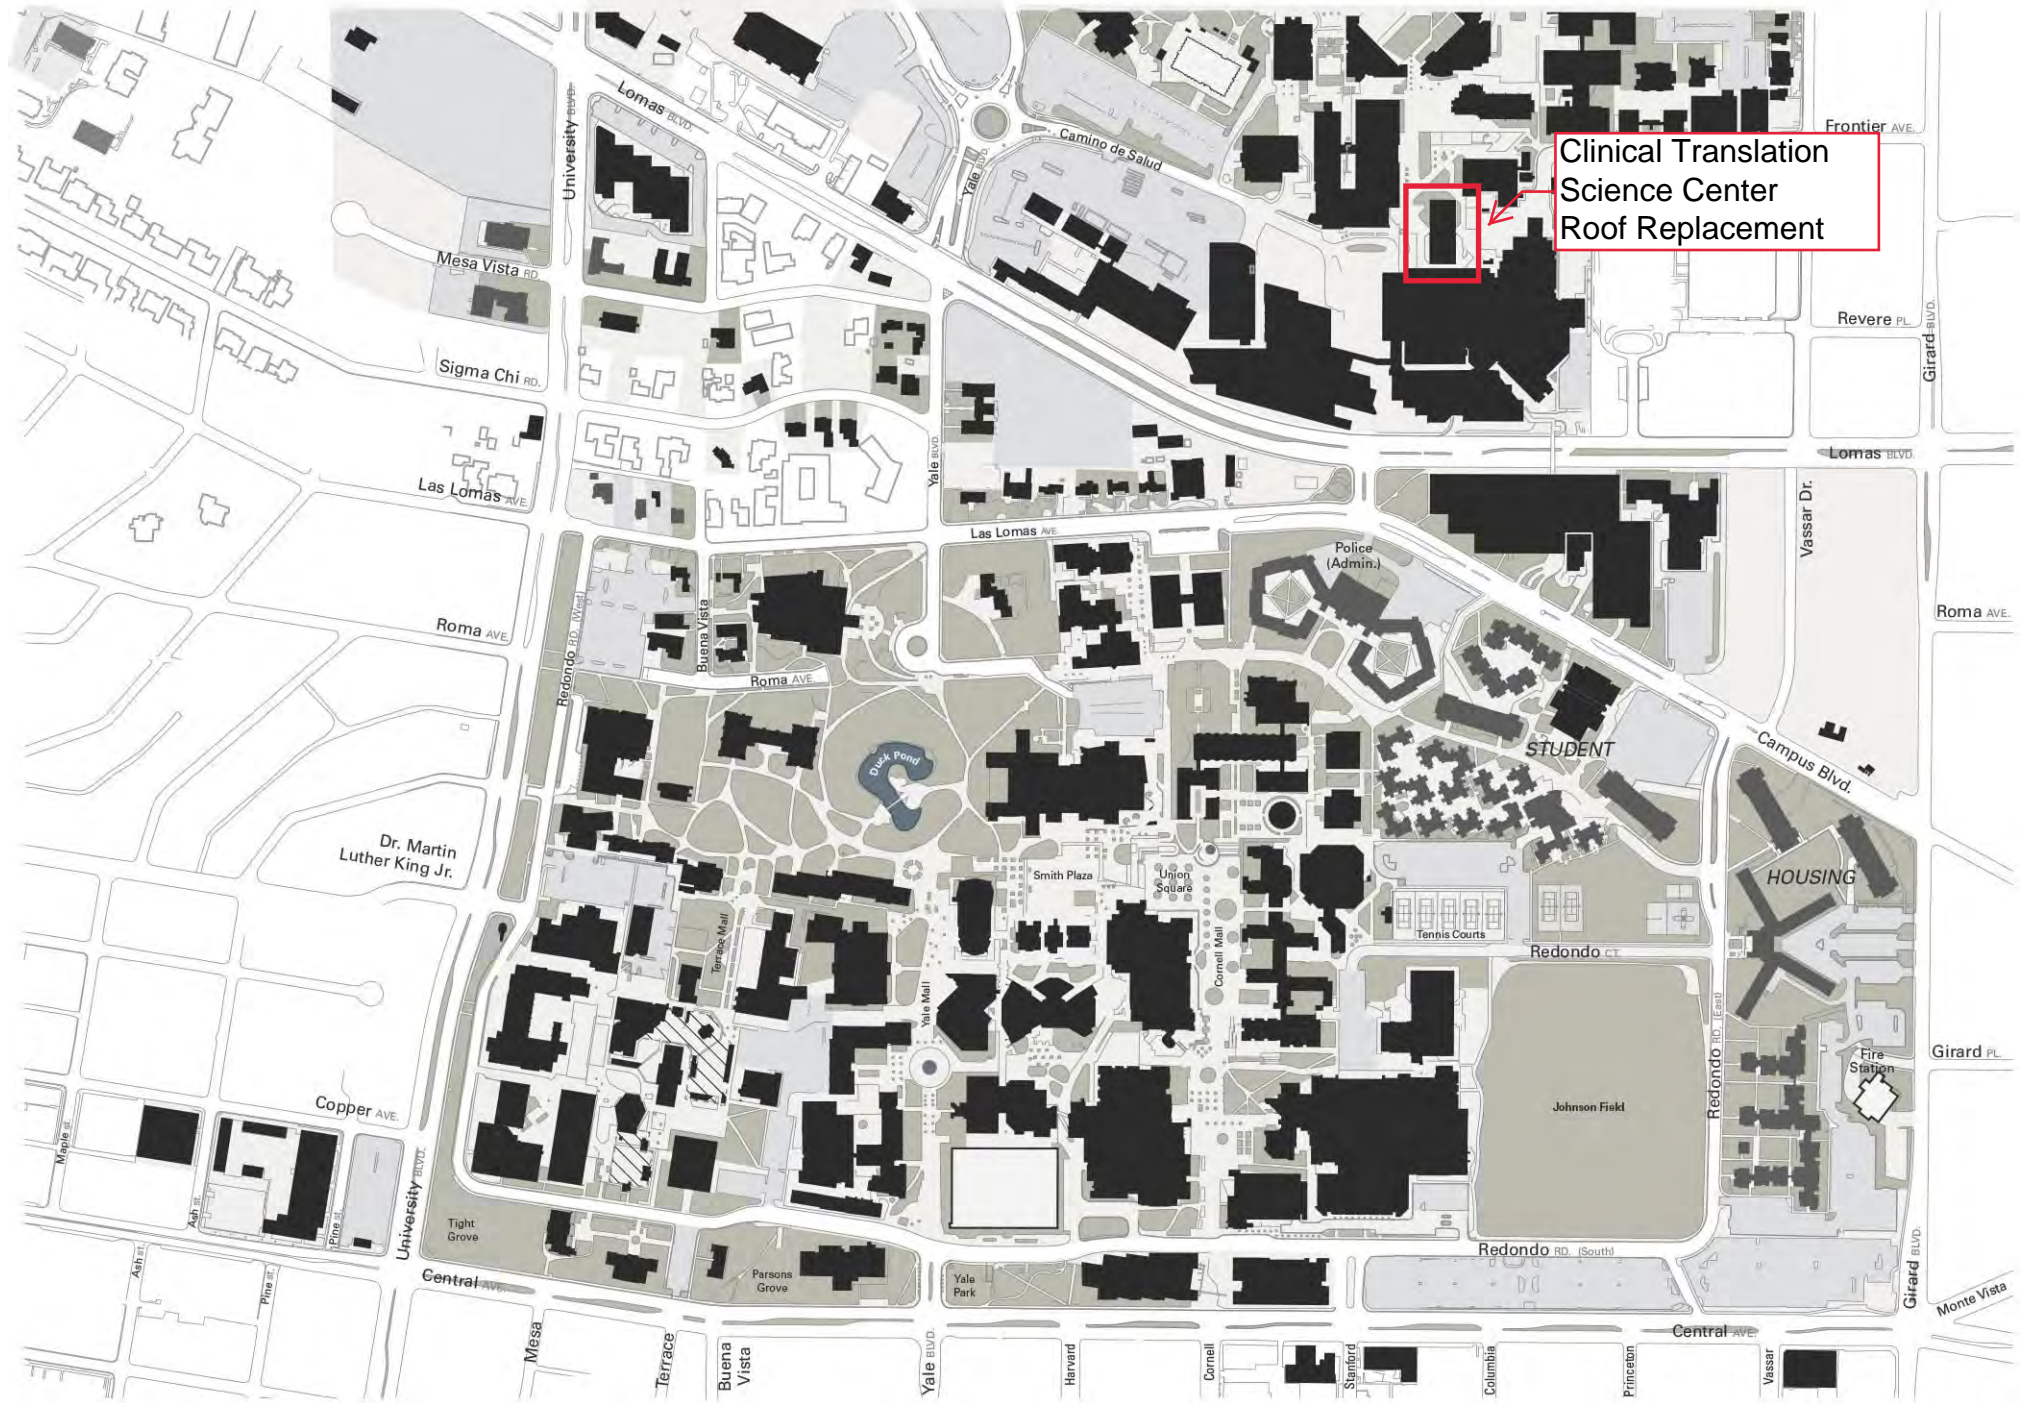 Lomas BLVD.
University BLVD.
Camino de Salud
Yale BLVD.
Frontier AVE.
Clinical Translation
Science Center
Roof Replacement
Mesa Vista RD.
Revere PL.
Girard BLVD.
Sigma Chi RD.
Yale BLVD.
Lomas BLVD.
Las Lomas AVE.
Vassar Dr.
Las Lomas AVE.
Police
(Admin.)
Redondo RD. (West)
Buena Vista
Roma AVE.
Roma AVE.
Roma AVE.
Duck Pond
STUDENT
Campus Blvd.
Dr. Martin
Luther King Jr.
Smith Plaza
Union
Square
HOUSING
Terrace Mall
Cornell Mall
Tennis Courts
Redondo CT.
Yale Mall
Redondo RD. (East)
Fire
Station
Girard PL.
Copper AVE.
Johnson Field
Maple st.
Ash st.
Pine st.
University BLVD.
Tight
Grove
Redondo RD. (South)
Ash st.
Pine st.
Central AVE.
Parsons
Grove
Yale
Park
Girard BLVD.
Monte Vista
Central AVE.
Mesa
Terrace
Buena
Vista
Yale BLVD.
Harvard
Cornell
Stanford
Columbia
Princeton
Vassar